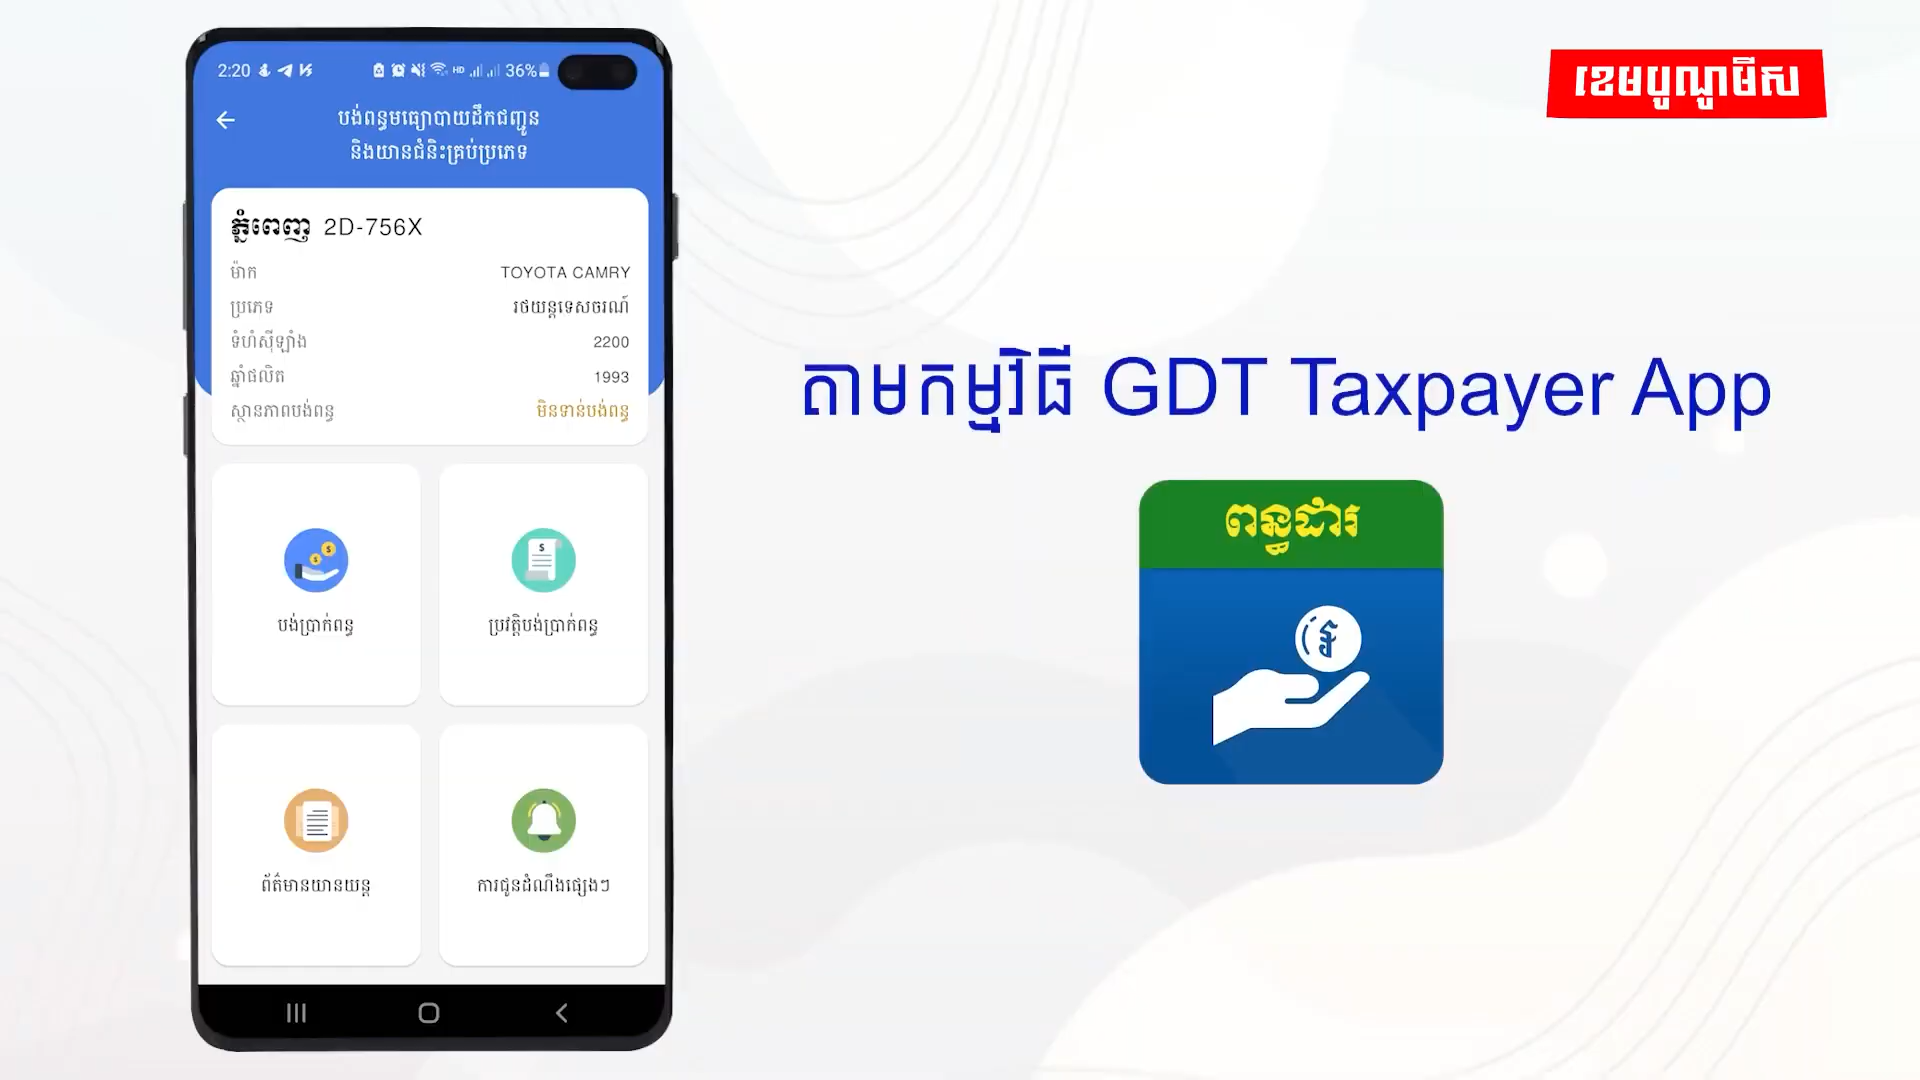 2:20
HD
36%
បង់ពន្ធមធ្យោបាយដឹកជញ្ជូន
និងយានជំនិះគ្រប់ប្រភេទ
ភ្នំពេញ 2D-756X
ម៉ាក TOYOTA CAMRY
ប្រភេទ រថយន្តទេសចរណ៍
ទំហំស៊ីឡាំង 2200
ឆ្នាំផលិត 1993
ស្ថានភាពបង់ពន្ធ មិនទាន់បង់ពន្ធ
បង់ប្រាក់ពន្ធ
ប្រវត្តិបង់ប្រាក់ពន្ធ
ព័ត៌មានយានយន្ត
ការជូនដំណឹងផ្សេងៗ
ខេមបូណូមីស
តាមកម្មវិធី GDT Taxpayer App
ពន្ធដារ